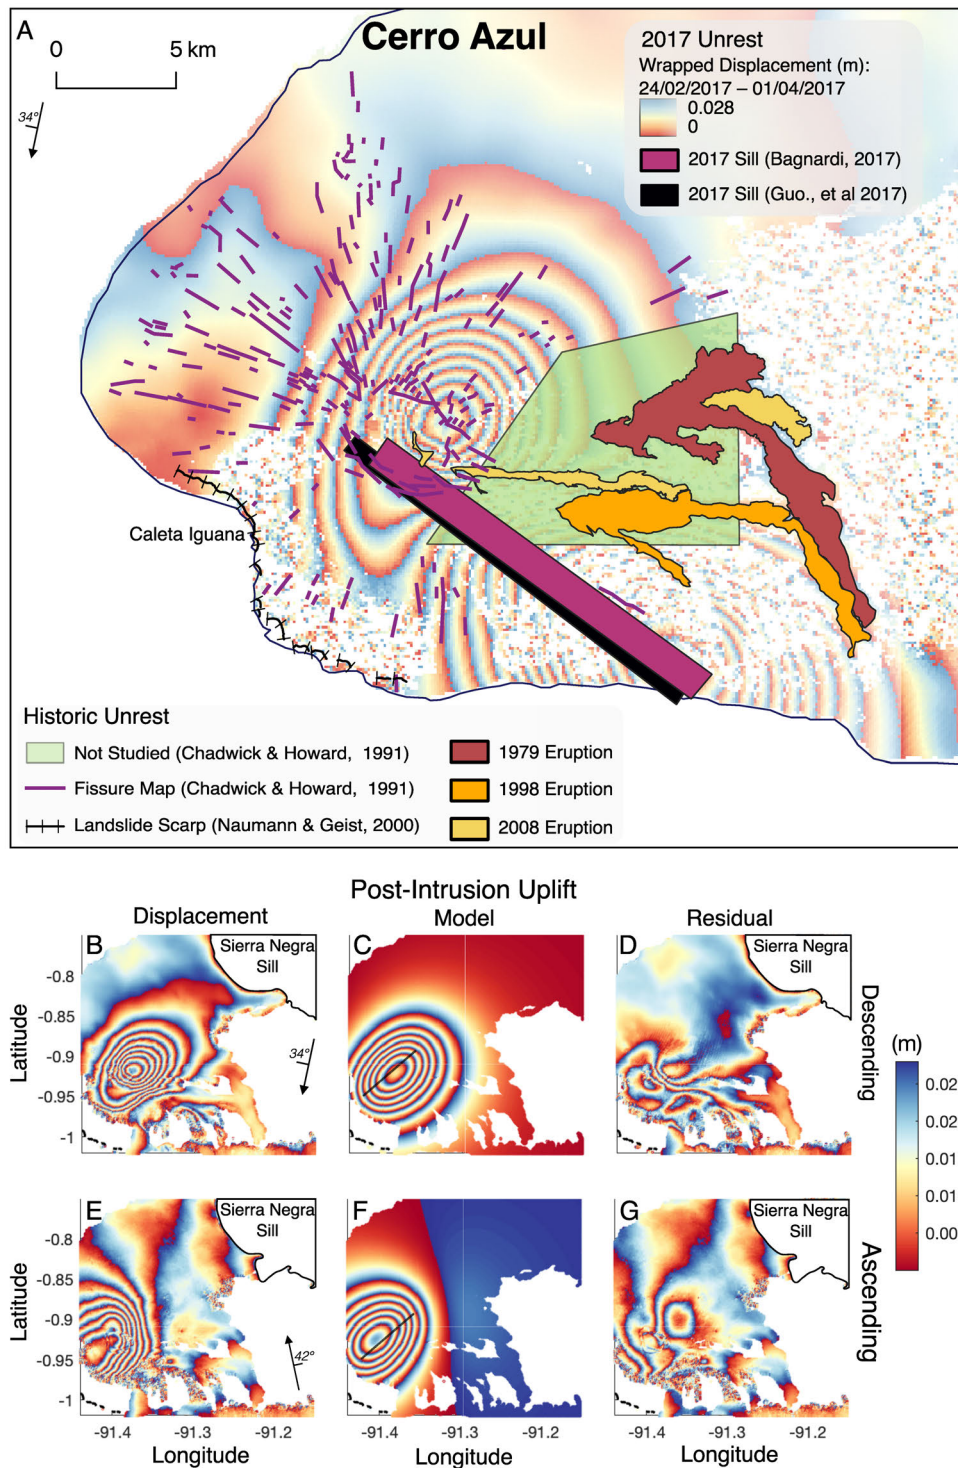 A
Cerro Azul
0 5 km
34°
2017 Unrest
Wrapped Displacement (m):
24/02/2017 – 01/04/2017
0.028
0
2017 Sill (Bagnardi, 2017)
2017 Sill (Guo., et al 2017)
Caleta Iguana
Historic Unrest
Not Studied (Chadwick & Howard, 1991)
Fissure Map (Chadwick & Howard, 1991)
Landslide Scarp (Naumann & Geist, 2000)
1979 Eruption
1998 Eruption
2008 Eruption
Post-Intrusion Uplift
Displacement Model Residual
B
Sierra Negra
Sill
C
D
Sierra Negra
Sill
-0.8
-0.85
-0.9
-0.95
-1
Latitude
34°
Descending
(m)
0.02
0.02
0.01
0.01
0.00
E
Sierra Negra
Sill
F
G
Sierra Negra
Sill
-0.8
-0.85
-0.9
-0.95
-1
Latitude
42°
Ascending
-91.4 -91.3 -91.2
-91.4 -91.3 -91.2
-91.4 -91.3 -91.2
Longitude Longitude Longitude